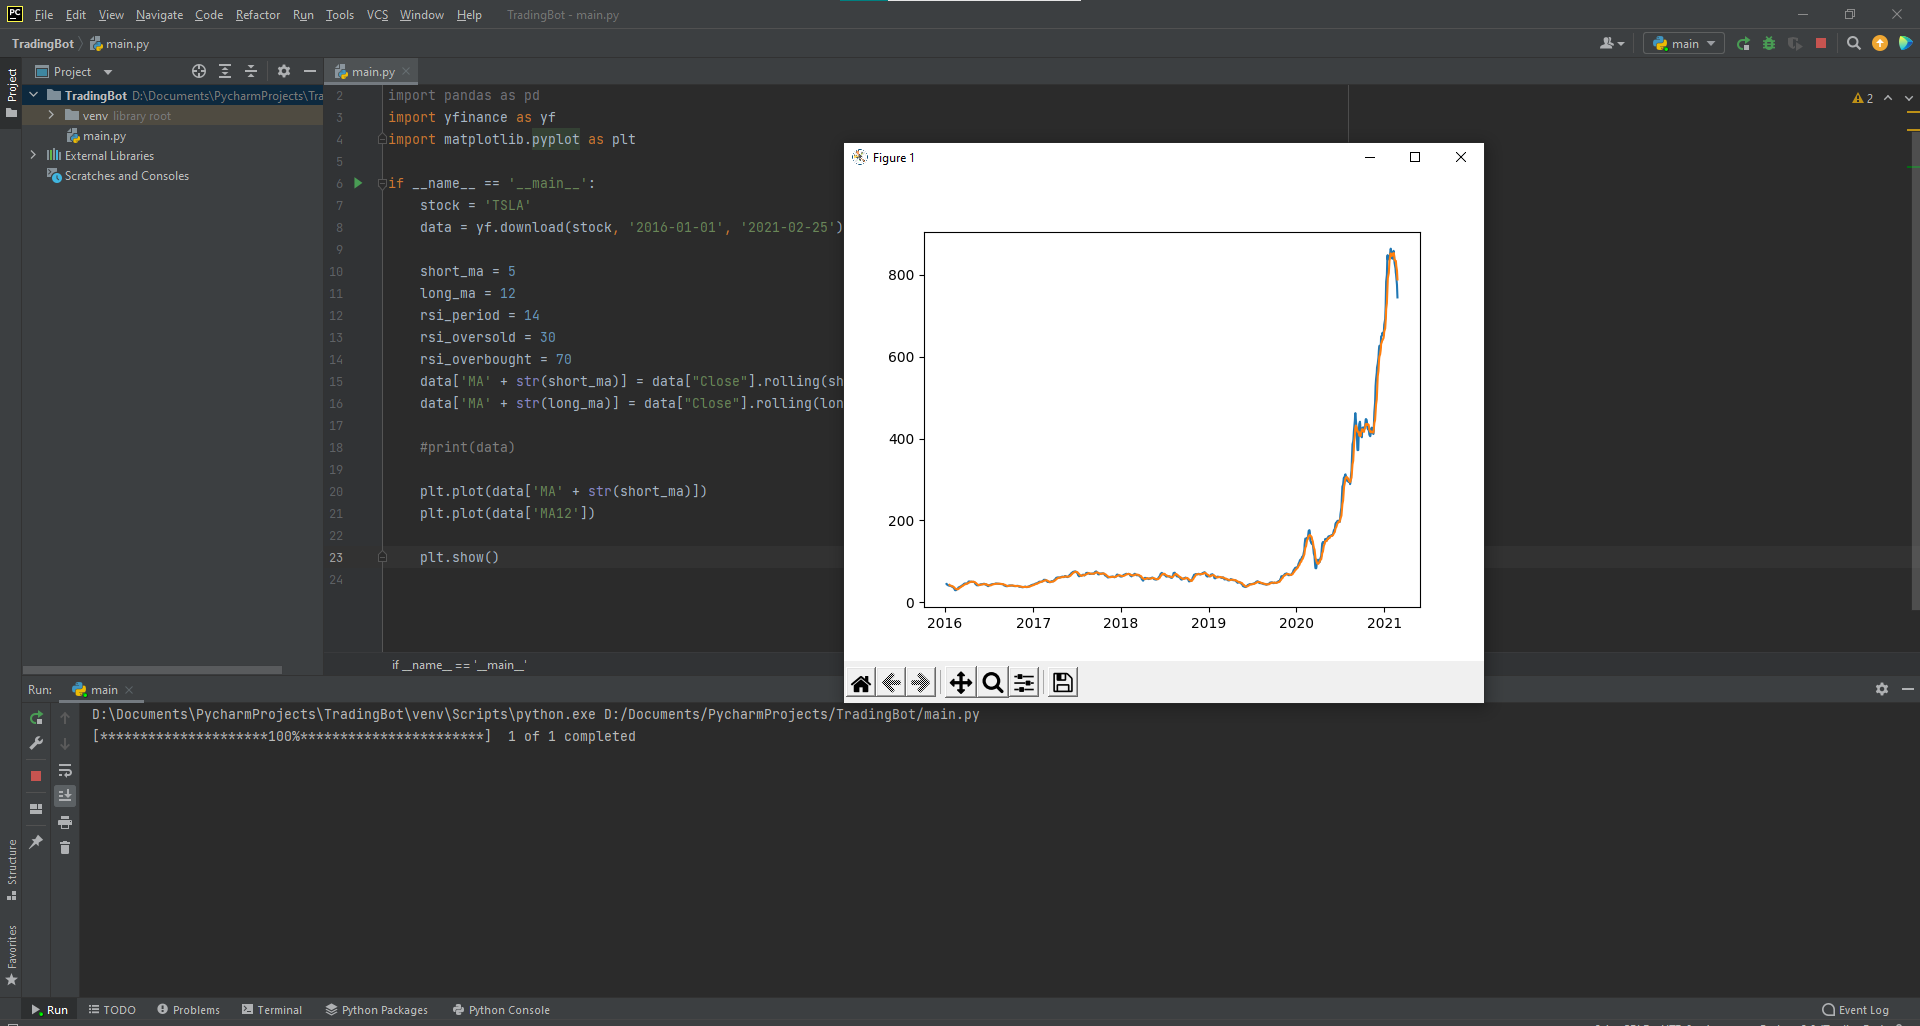 PC File Edit View Navigate Code Refactor Run Tools VCS Window Help TradingBot - main.py
TradingBot main.py main
Project main.py
Project
TradingBot D:\Documents\PycharmProjects\Tra
venv library root
main.py
External Libraries
Scratches and Consoles
2 import pandas as pd
3 import yfinance as yf
4 import matplotlib.pyplot as plt
5
6 if __name__ == '__main__':
7 stock = 'TSLA'
8 data = yf.download(stock, '2016-01-01', '2021-02-25')
9
10 short_ma = 5
11 long_ma = 12
12 rsi_period = 14
13 rsi_oversold = 30
14 rsi_overbought = 70
15 data['MA' + str(short_ma)] = data["Close"].rolling(sh
16 data['MA' + str(long_ma)] = data["Close"].rolling(lon
17
18 #print(data)
19
20 plt.plot(data['MA' + str(short_ma)])
21 plt.plot(data['MA12'])
22
23 plt.show()
24
if __name__ == '__main__'
2
Figure 1
800
600
400
200
0
2016 2017 2018 2019 2020 2021
Run: main
D:\Documents\PycharmProjects\TradingBot\venv\Scripts\python.exe D:/Documents/PycharmProjects/TradingBot/main.py
[*********************100%***********************]  1 of 1 completed
Structure
Favorites
Run TODO Problems Terminal Python Packages Python Console Event Log